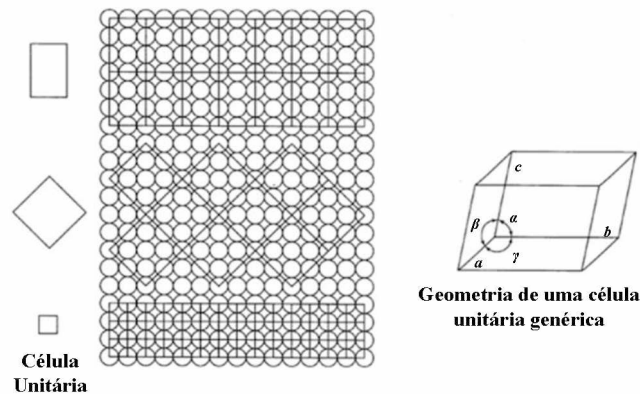 Célula
Unitária
c
β
α
b
a
γ
Geometria de uma célula
unitária genérica